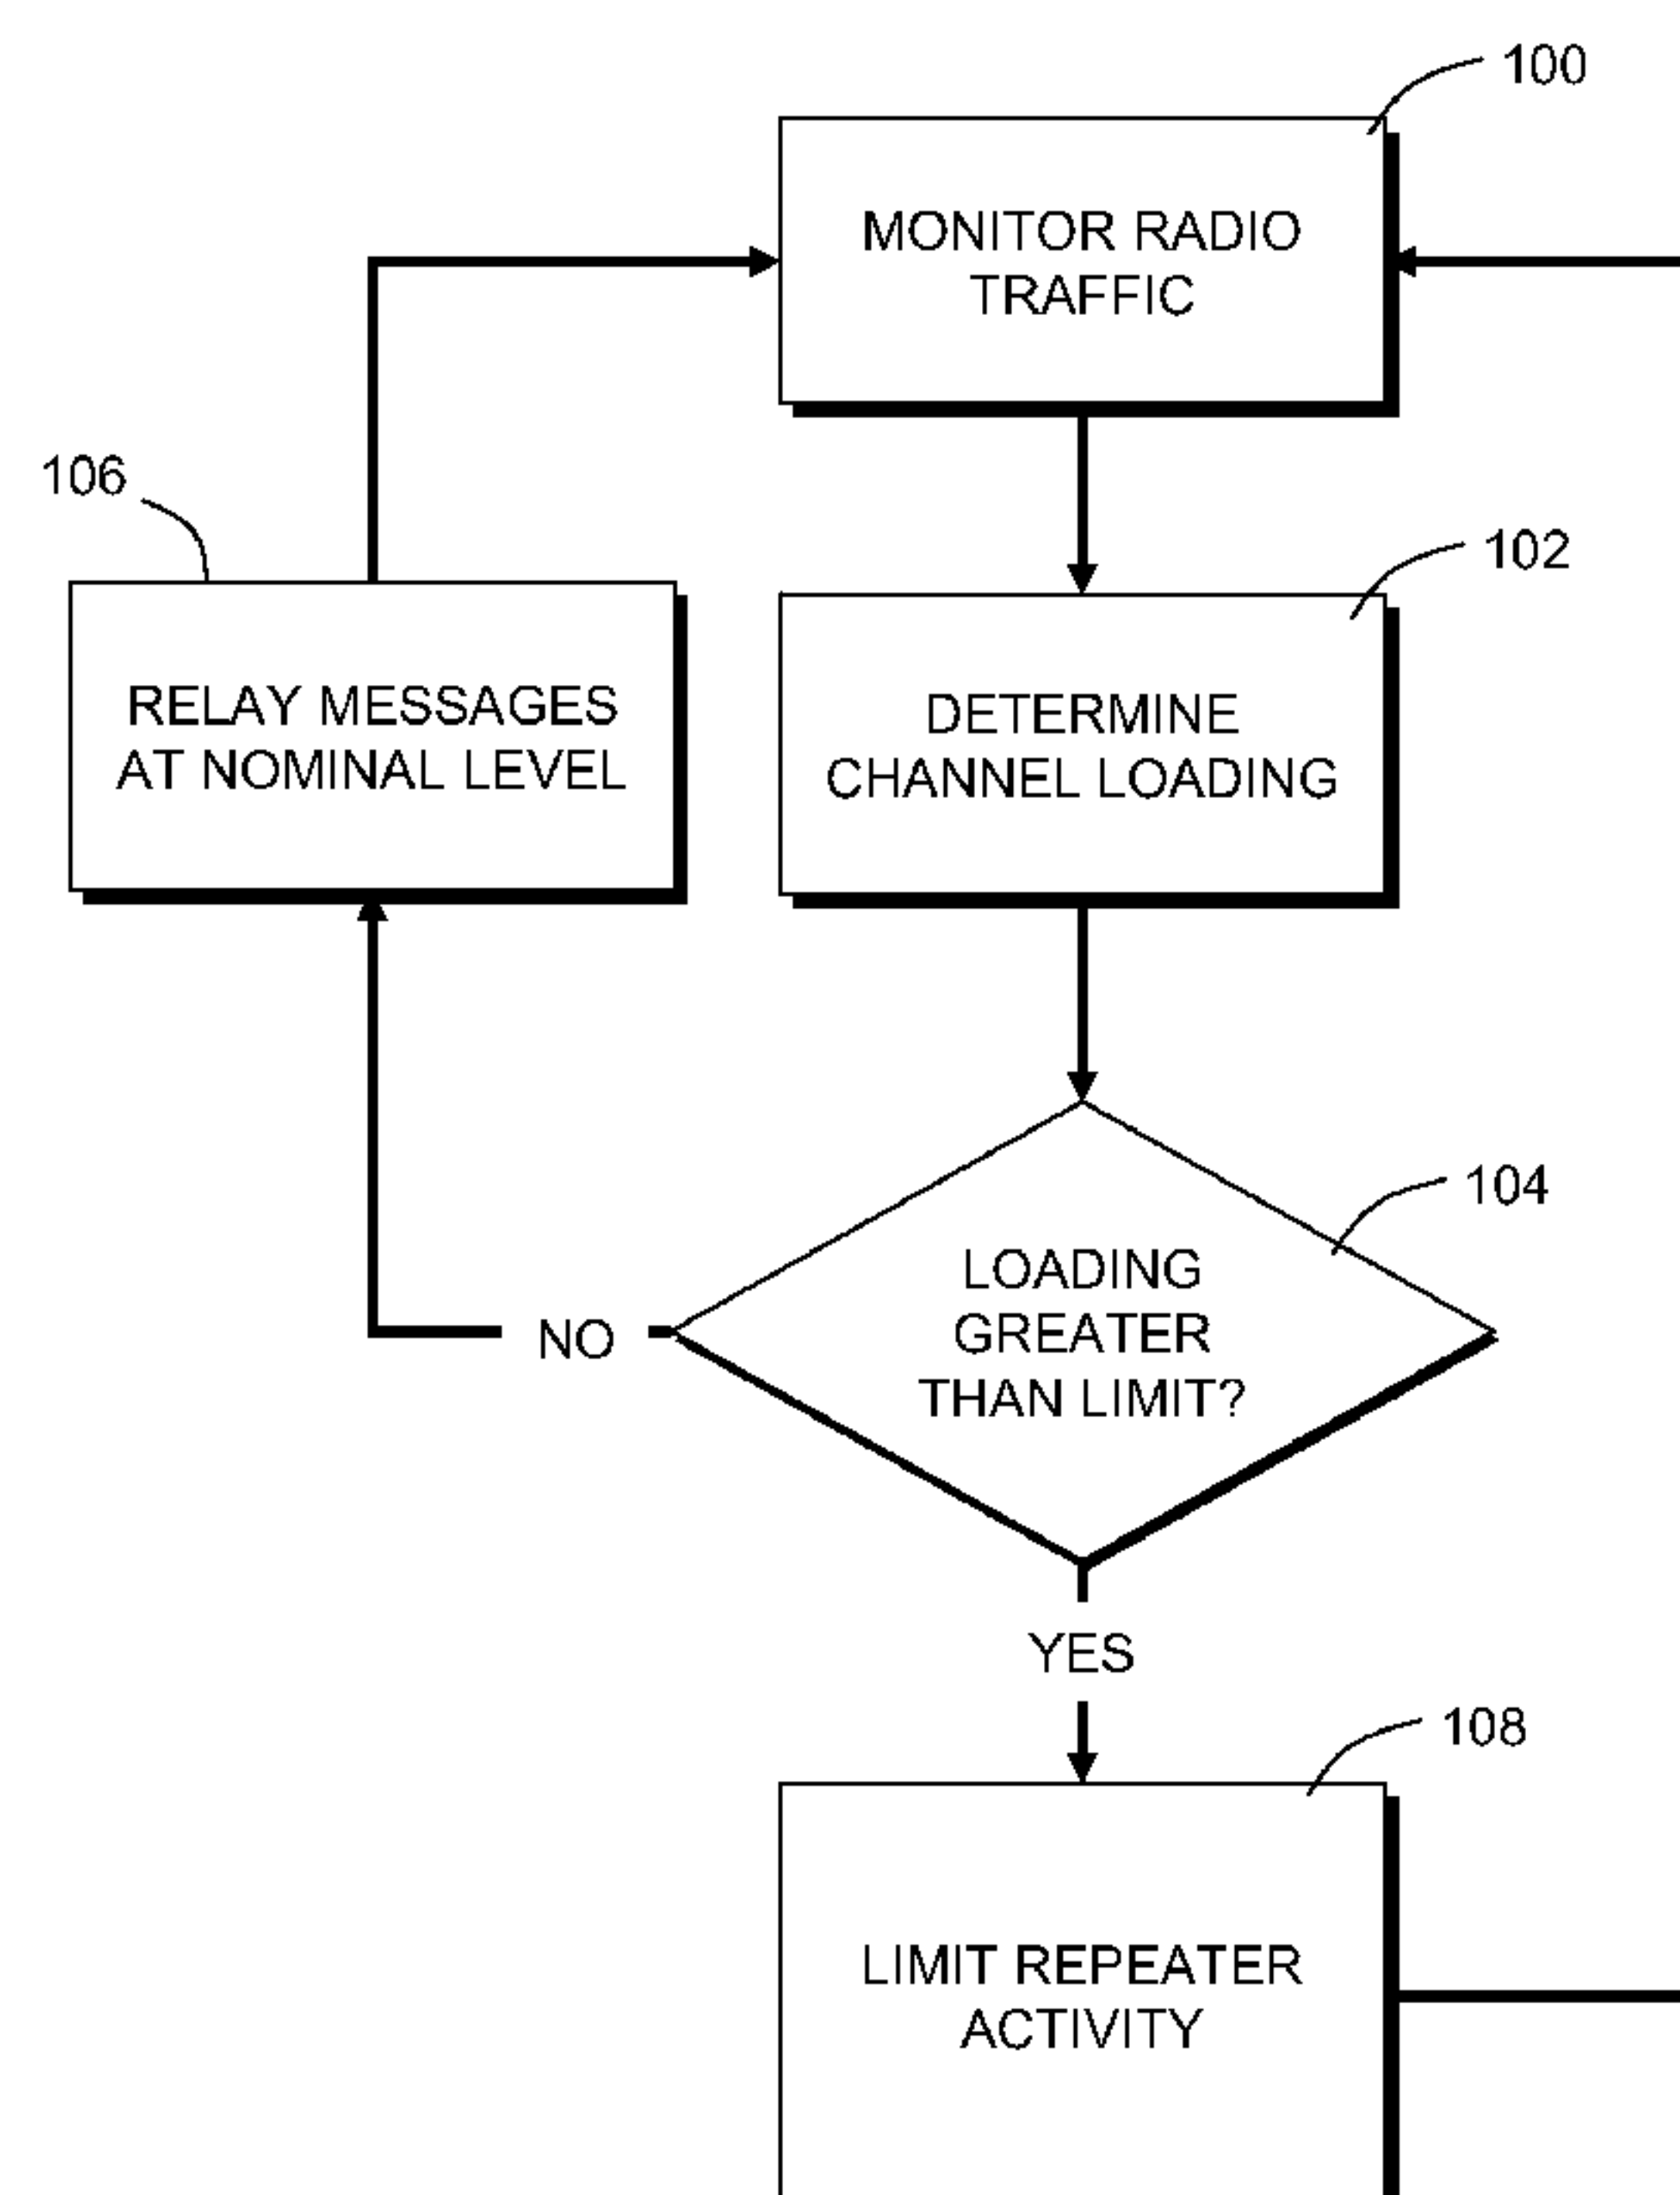 100
MONITOR RADIO
TRAFFIC
106
102
RELAY MESSAGES
AT NOMINAL LEVEL
DETERMINE
CHANNEL LOADING
104
LOADING
GREATER
THAN LIMIT?
NO
YES
108
LIMIT REPEATER
ACTIVITY